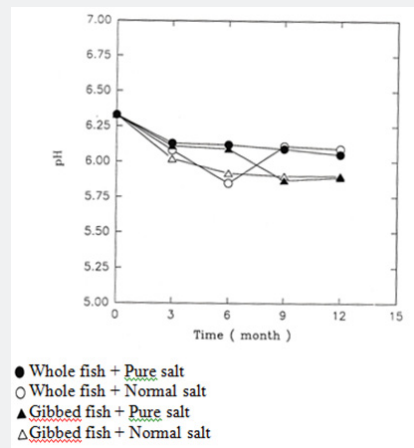 7.00
6.75
6.50
6.25
6.00
5.75
5.50
5.25
5.00
pH
0 3 6 9 12 15
Time ( month )
● Whole fish + Pure salt
○ Whole fish + Normal salt
▲ Gibbed fish + Pure salt
△ Gibbed fish + Normal salt